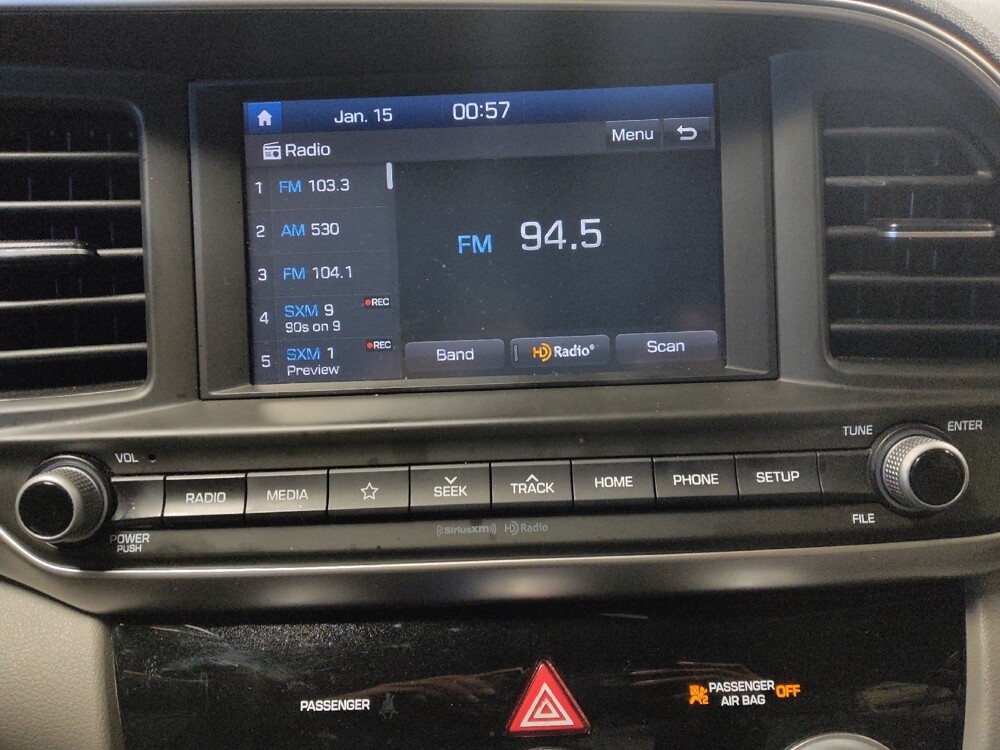 Jan. 15 00:57
Radio Menu
1 FM 103.3
2 AM 530
3 FM 104.1
4 SXM 9 REC
90s on 9
5 SXM 1 REC
Preview
FM 94.5
Band HD Radio® Scan
VOL TUNE ENTER
RADIO MEDIA SEEK TRACK HOME PHONE SETUP
POWER
PUSH
FILE
((SiriusXM)) HD Radio
PASSENGER
PASSENGER
AIR BAG
OFF